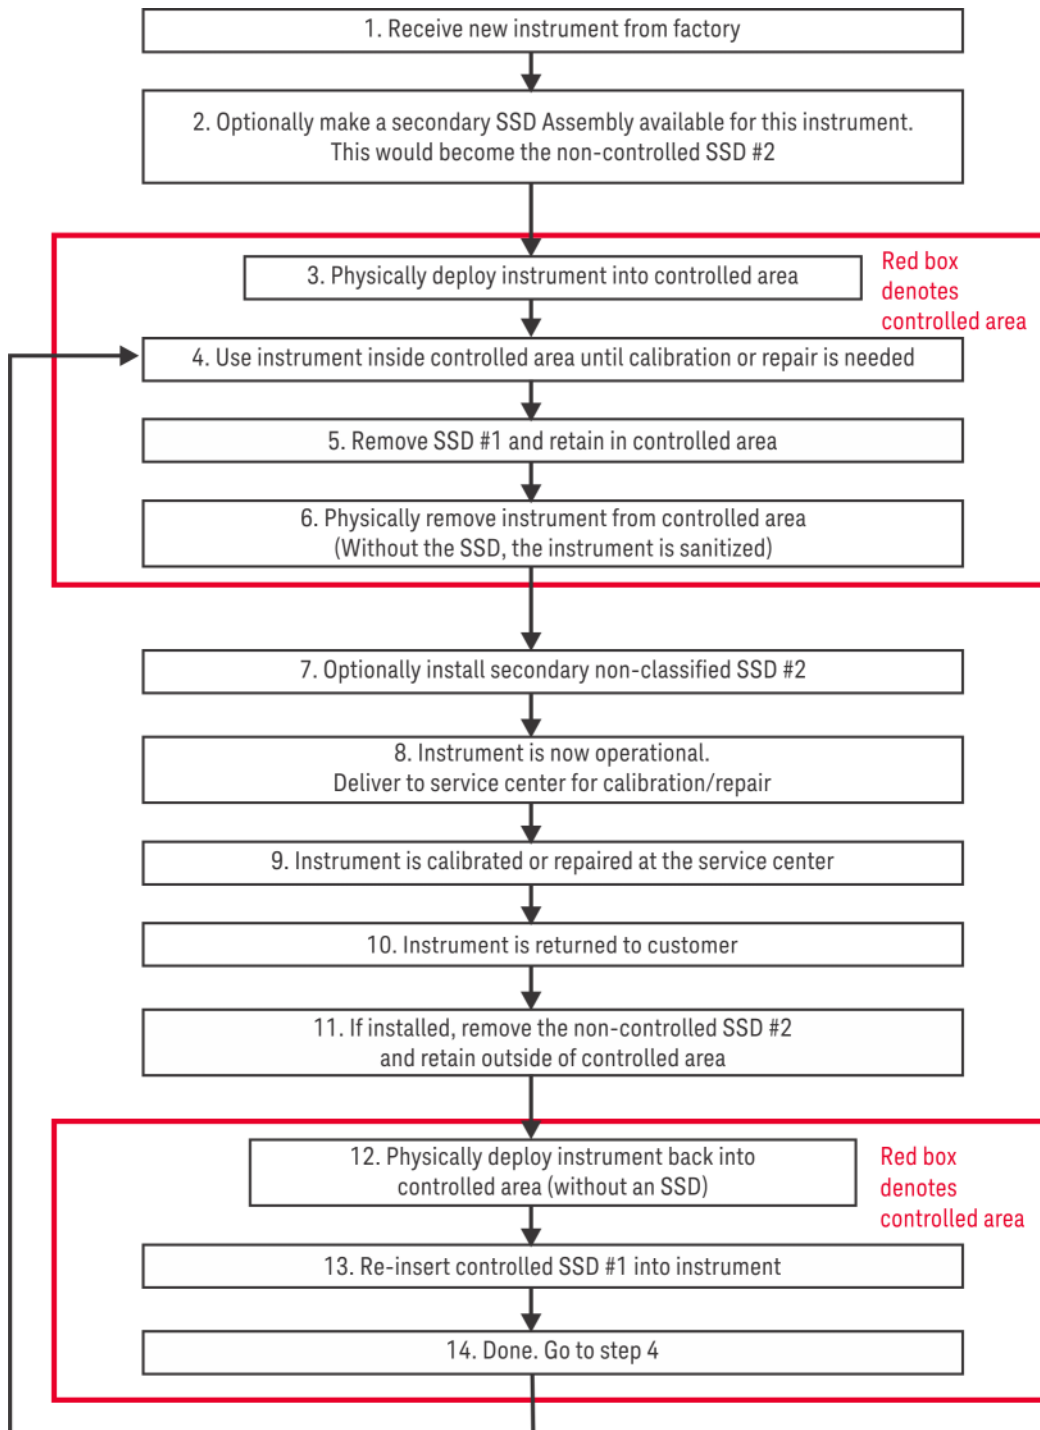 1. Receive new instrument from factory
2. Optionally make a secondary SSD Assembly available for this instrument.
This would become the non-controlled SSD #2
3. Physically deploy instrument into controlled area
Red box
denotes
controlled area
4. Use instrument inside controlled area until calibration or repair is needed
5. Remove SSD #1 and retain in controlled area
6. Physically remove instrument from controlled area
(Without the SSD, the instrument is sanitized)
7. Optionally install secondary non-classified SSD #2
8. Instrument is now operational.
Deliver to service center for calibration/repair
9. Instrument is calibrated or repaired at the service center
10. Instrument is returned to customer
11. If installed, remove the non-controlled SSD #2
and retain outside of controlled area
12. Physically deploy instrument back into
controlled area (without an SSD)
Red box
denotes
controlled area
13. Re-insert controlled SSD #1 into instrument
14. Done. Go to step 4